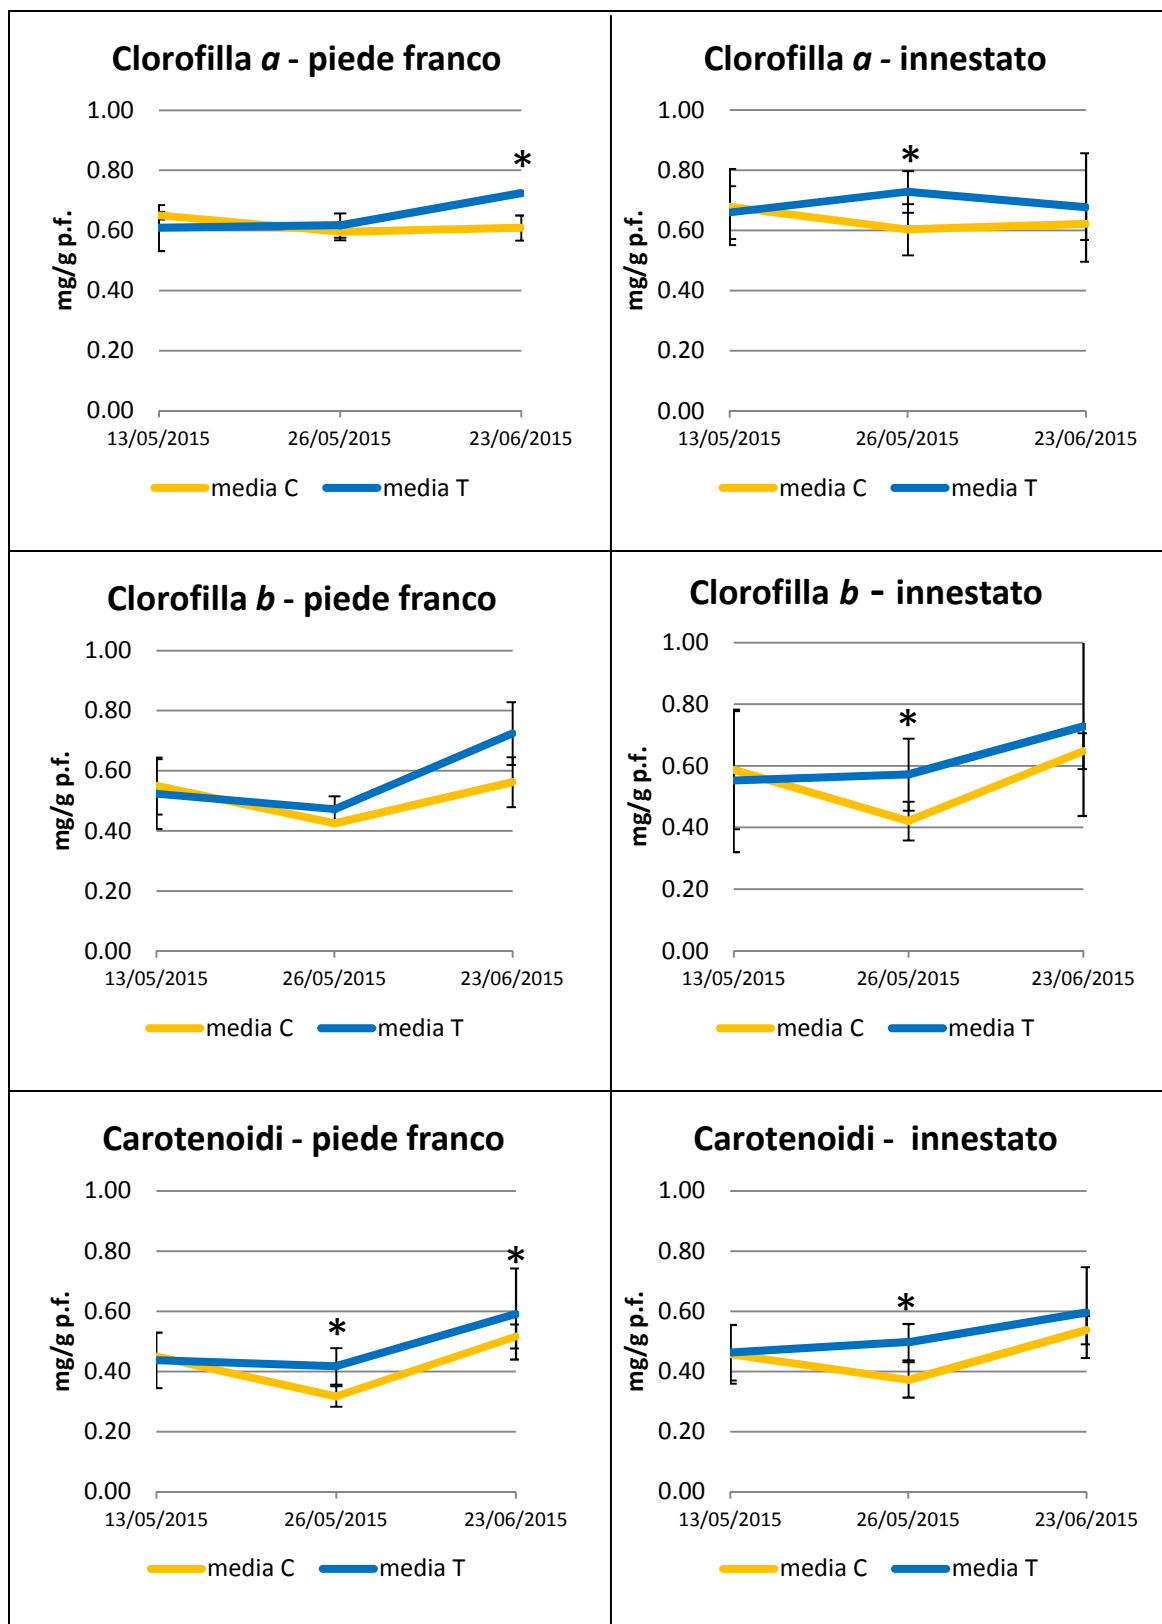 Clorofilla a - piede franco
1.00
0.80
0.60
0.40
0.20
0.00
mg/g p.f.
*
13/05/2015 26/05/2015 23/06/2015
media C media T
Clorofilla a - innestato
1.00
0.80
0.60
0.40
0.20
0.00
mg/g p.f.
*
13/05/2015 26/05/2015 23/06/2015
media C media T
Clorofilla b - piede franco
1.00
0.80
0.60
0.40
0.20
0.00
mg/g p.f.
13/05/2015 26/05/2015 23/06/2015
media C media T
Clorofilla b - innestato
1.00
0.80
0.60
0.40
0.20
0.00
mg/g p.f.
*
13/05/2015 26/05/2015 23/06/2015
media C media T
Carotenoidi - piede franco
1.00
0.80
0.60
0.40
0.20
0.00
mg/g p.f.
* *
13/05/2015 26/05/2015 23/06/2015
media C media T
Carotenoidi - innestato
1.00
0.80
0.60
0.40
0.20
0.00
mg/g p.f.
*
13/05/2015 26/05/2015 23/06/2015
media C media T